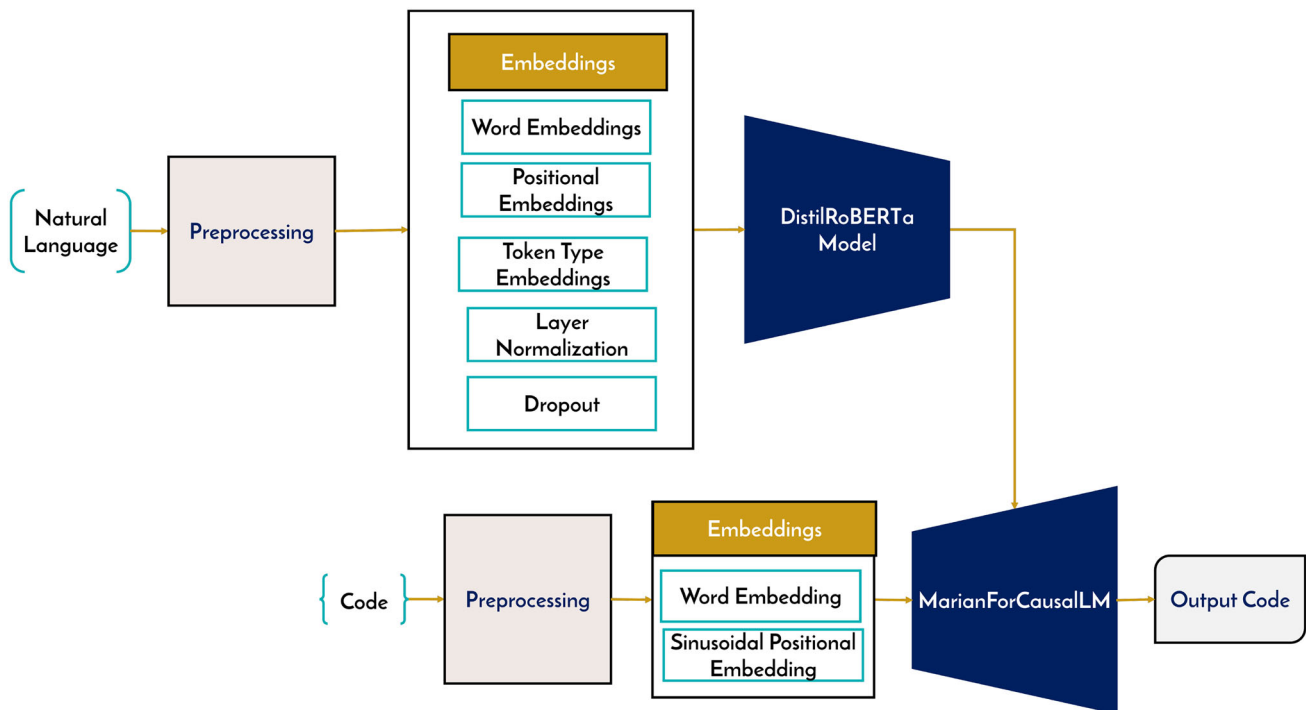 Natural
Language
Preprocessing
Embeddings
Word Embeddings
Positional
Embeddings
Token Type
Embeddings
Layer
Normalization
Dropout
DistilRoBERTa
Model
{ Code }
Preprocessing
Embeddings
Word Embedding
Sinusoidal Positional
Embedding
MarianForCausalLM
Output Code